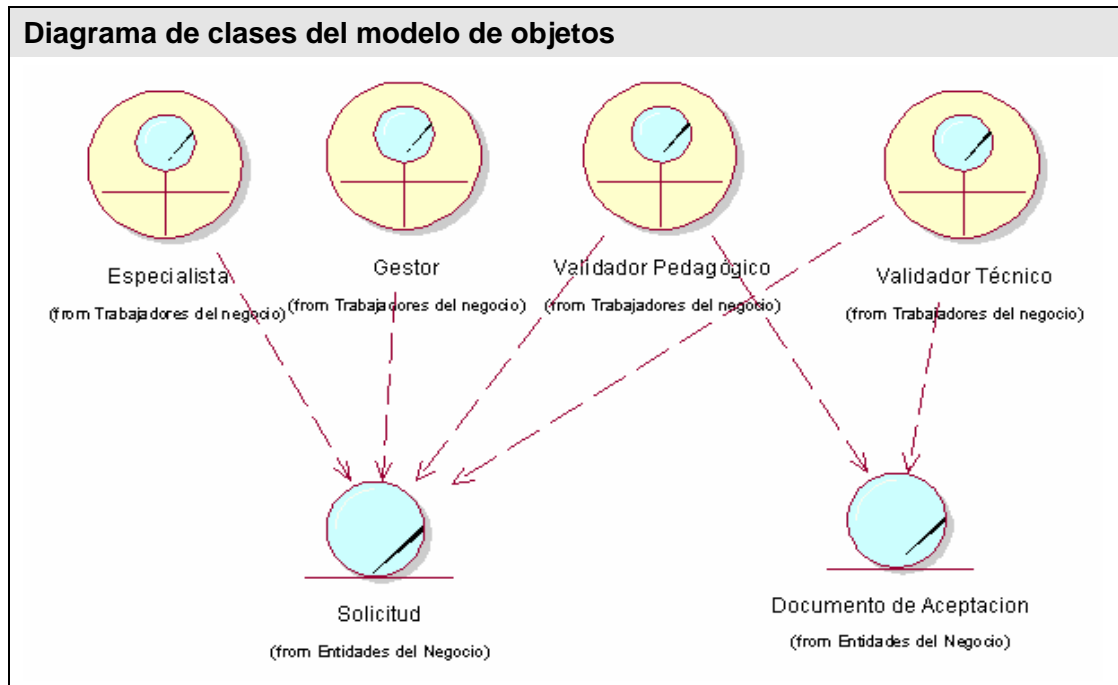 Diagrama de clases del modelo de objetos
Especialista
(from Trabajadores del negocio)
Gestor
(from Trabajadores del negocio)
Validador Pedagógico
(from Trabajadores del negocio)
Validador Técnico
(from Trabajadores del negocio)
Solicitud
(from Entidades del Negocio)
Documento de Aceptacion
(from Entidades del Negocio)